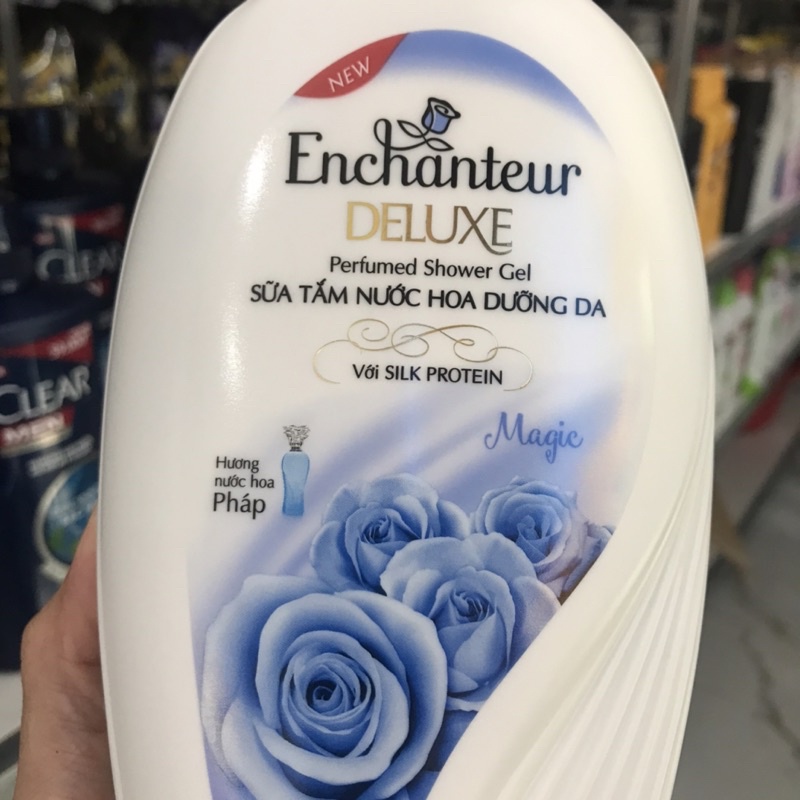 NEW
Enchanteur
DELUXE
Perfumed Shower Gel
SỮA TẮM NƯỚC HOA DƯỠNG DA
Với SILK PROTEIN
Magic
Hương
nước hoa
Pháp
CLEAR
CLEAR
MEN